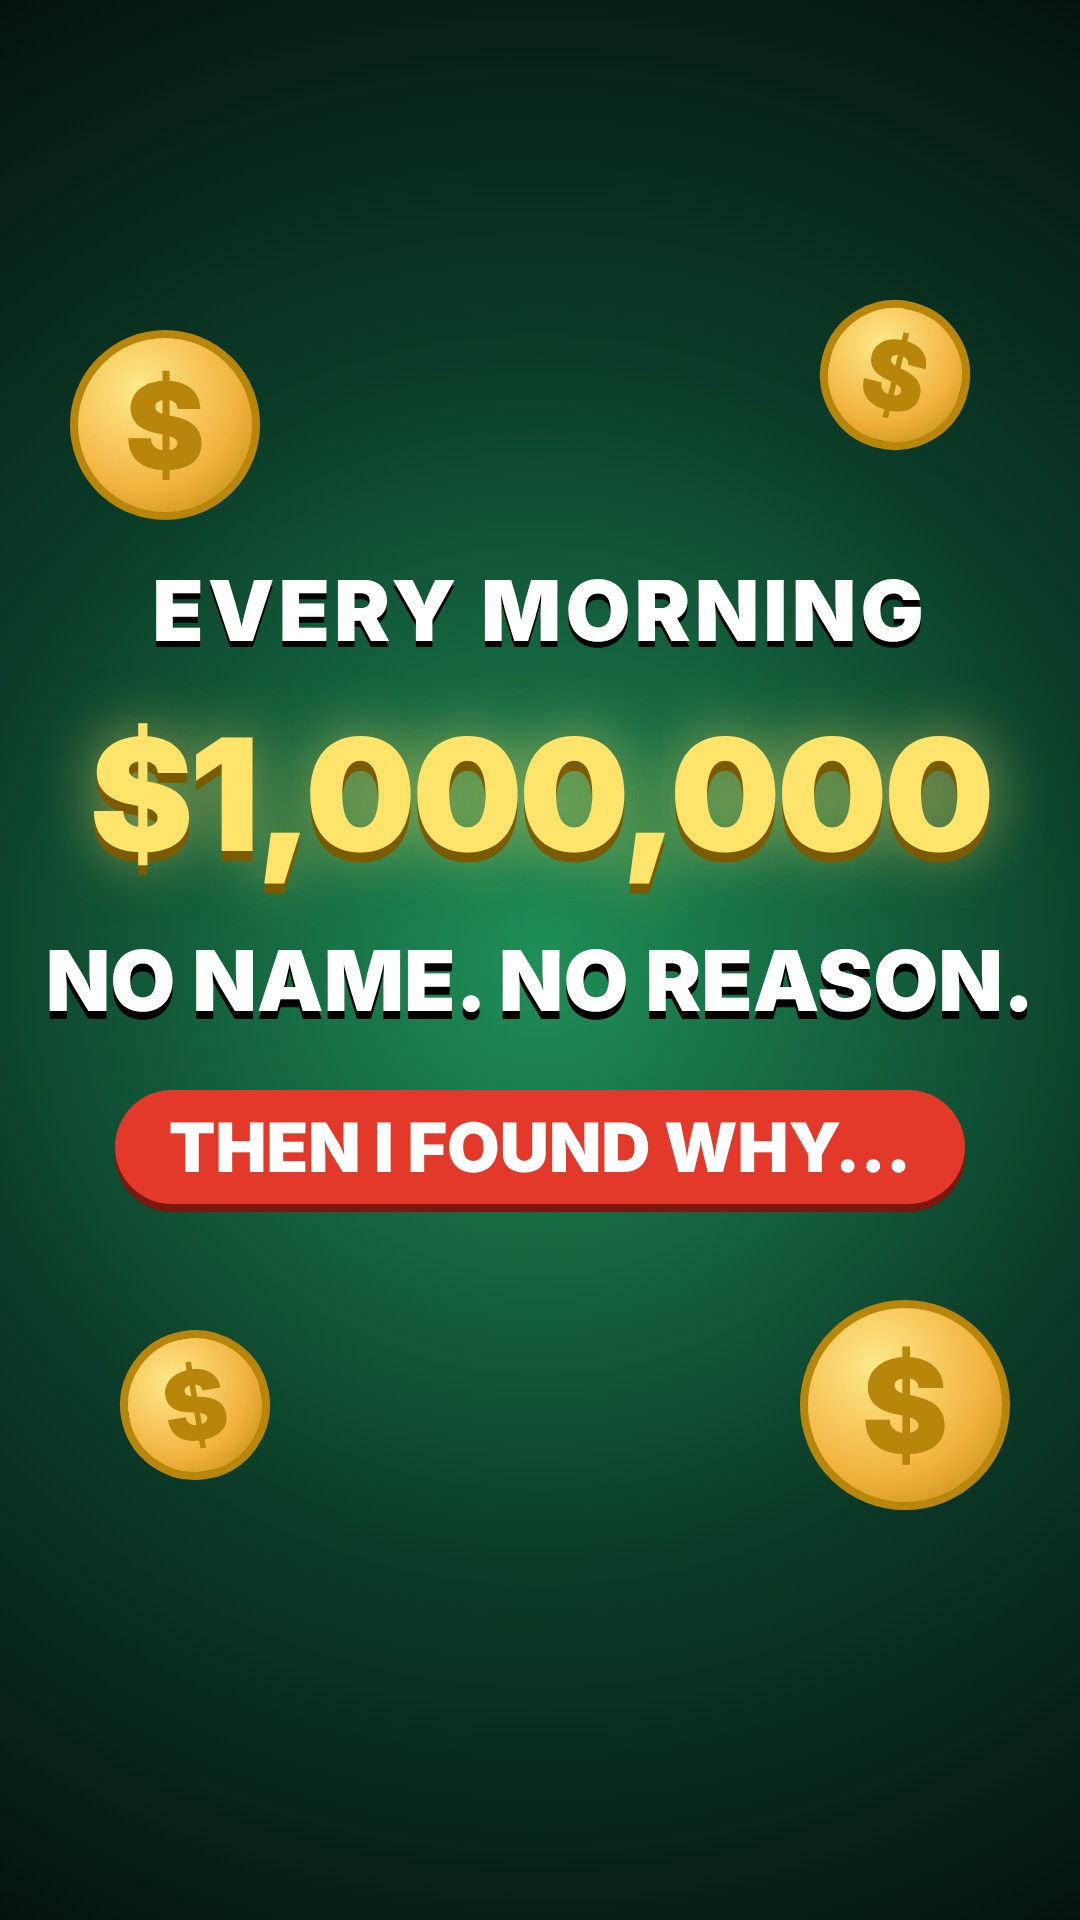 $
$
EVERY MORNING
$1,000,000
NO NAME. NO REASON.
THEN I FOUND WHY...
$
$